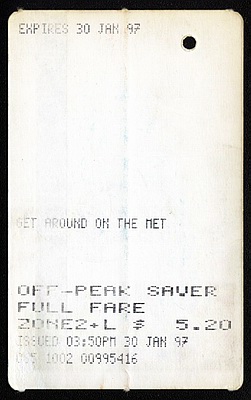 EXPIRES 30 JAN 97
GET AROUND ON THE MET
OFF-PEAK SAVER
FULL FARE
ZONE2+L $ 5.20
ISSUED 03:50PM 30 JAN 97
1002 00995416